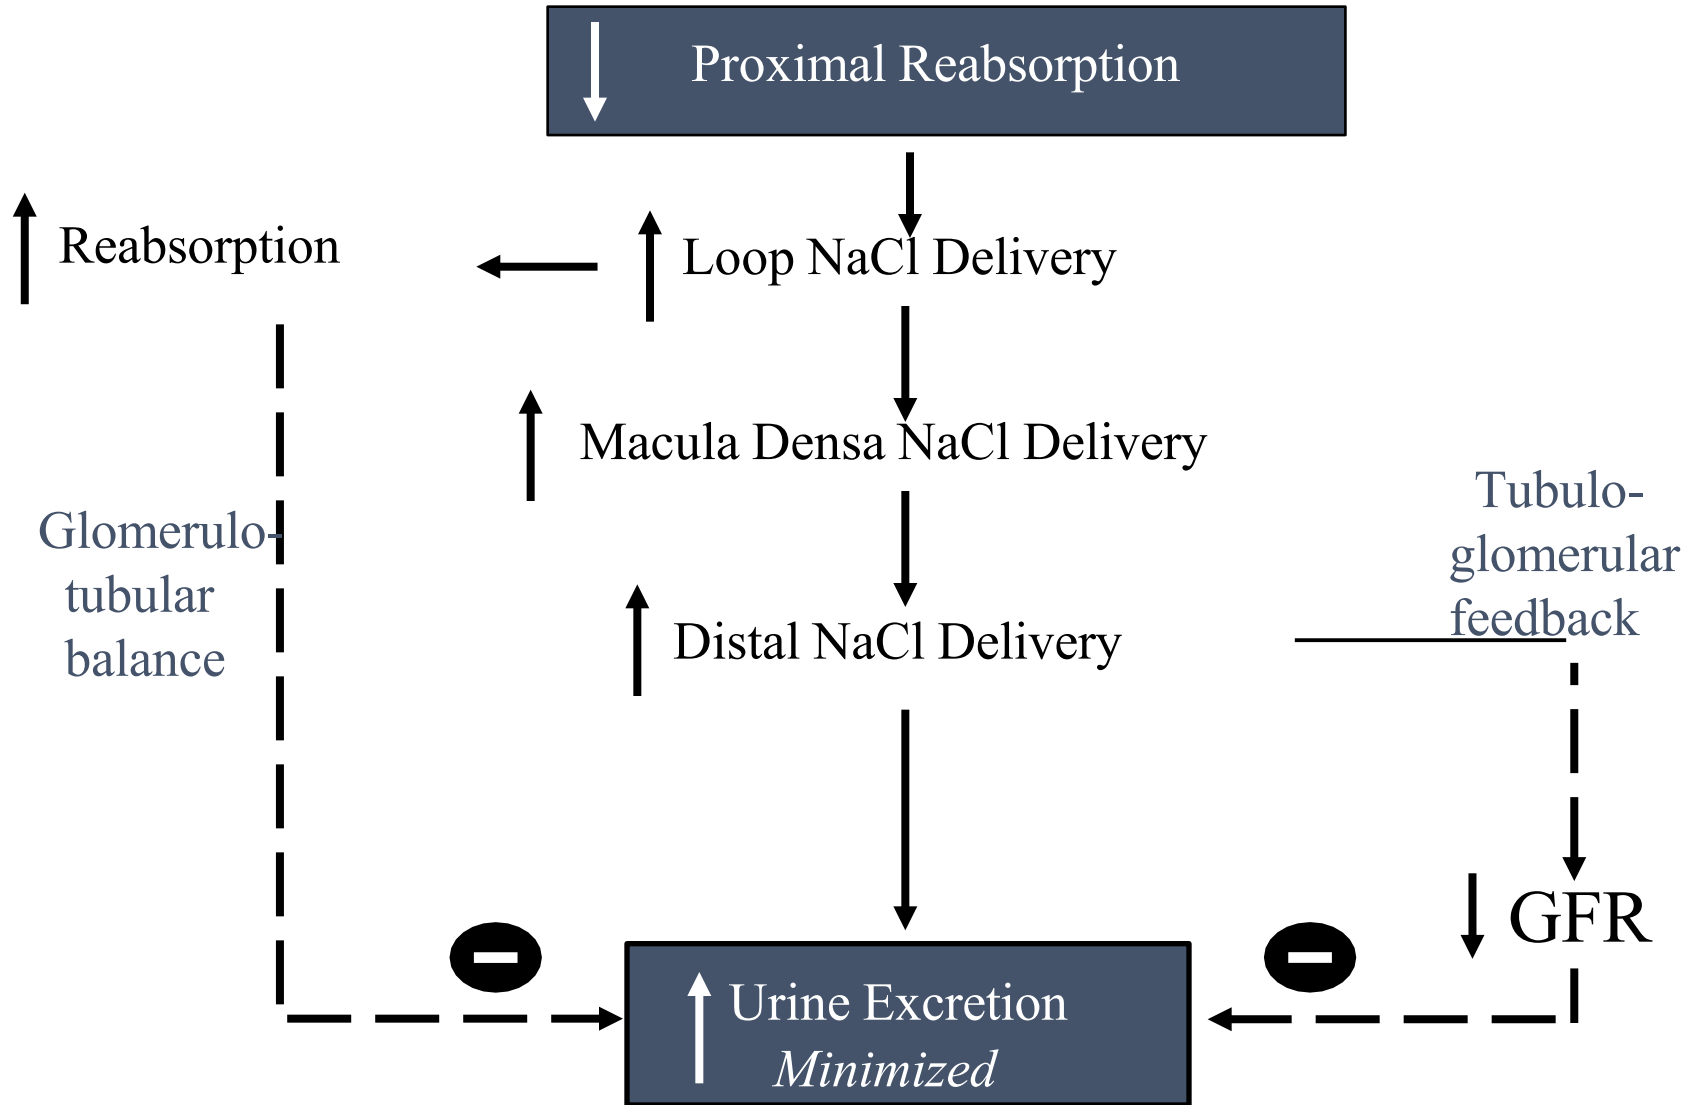 Proximal Reabsorption
Reabsorption
Loop NaCl Delivery
Macula Densa NaCl Delivery
Glomerulo-
tubular
balance
Tubulo-
glomerular
feedback
Distal NaCl Delivery
GFR
Urine Excretion
Minimized